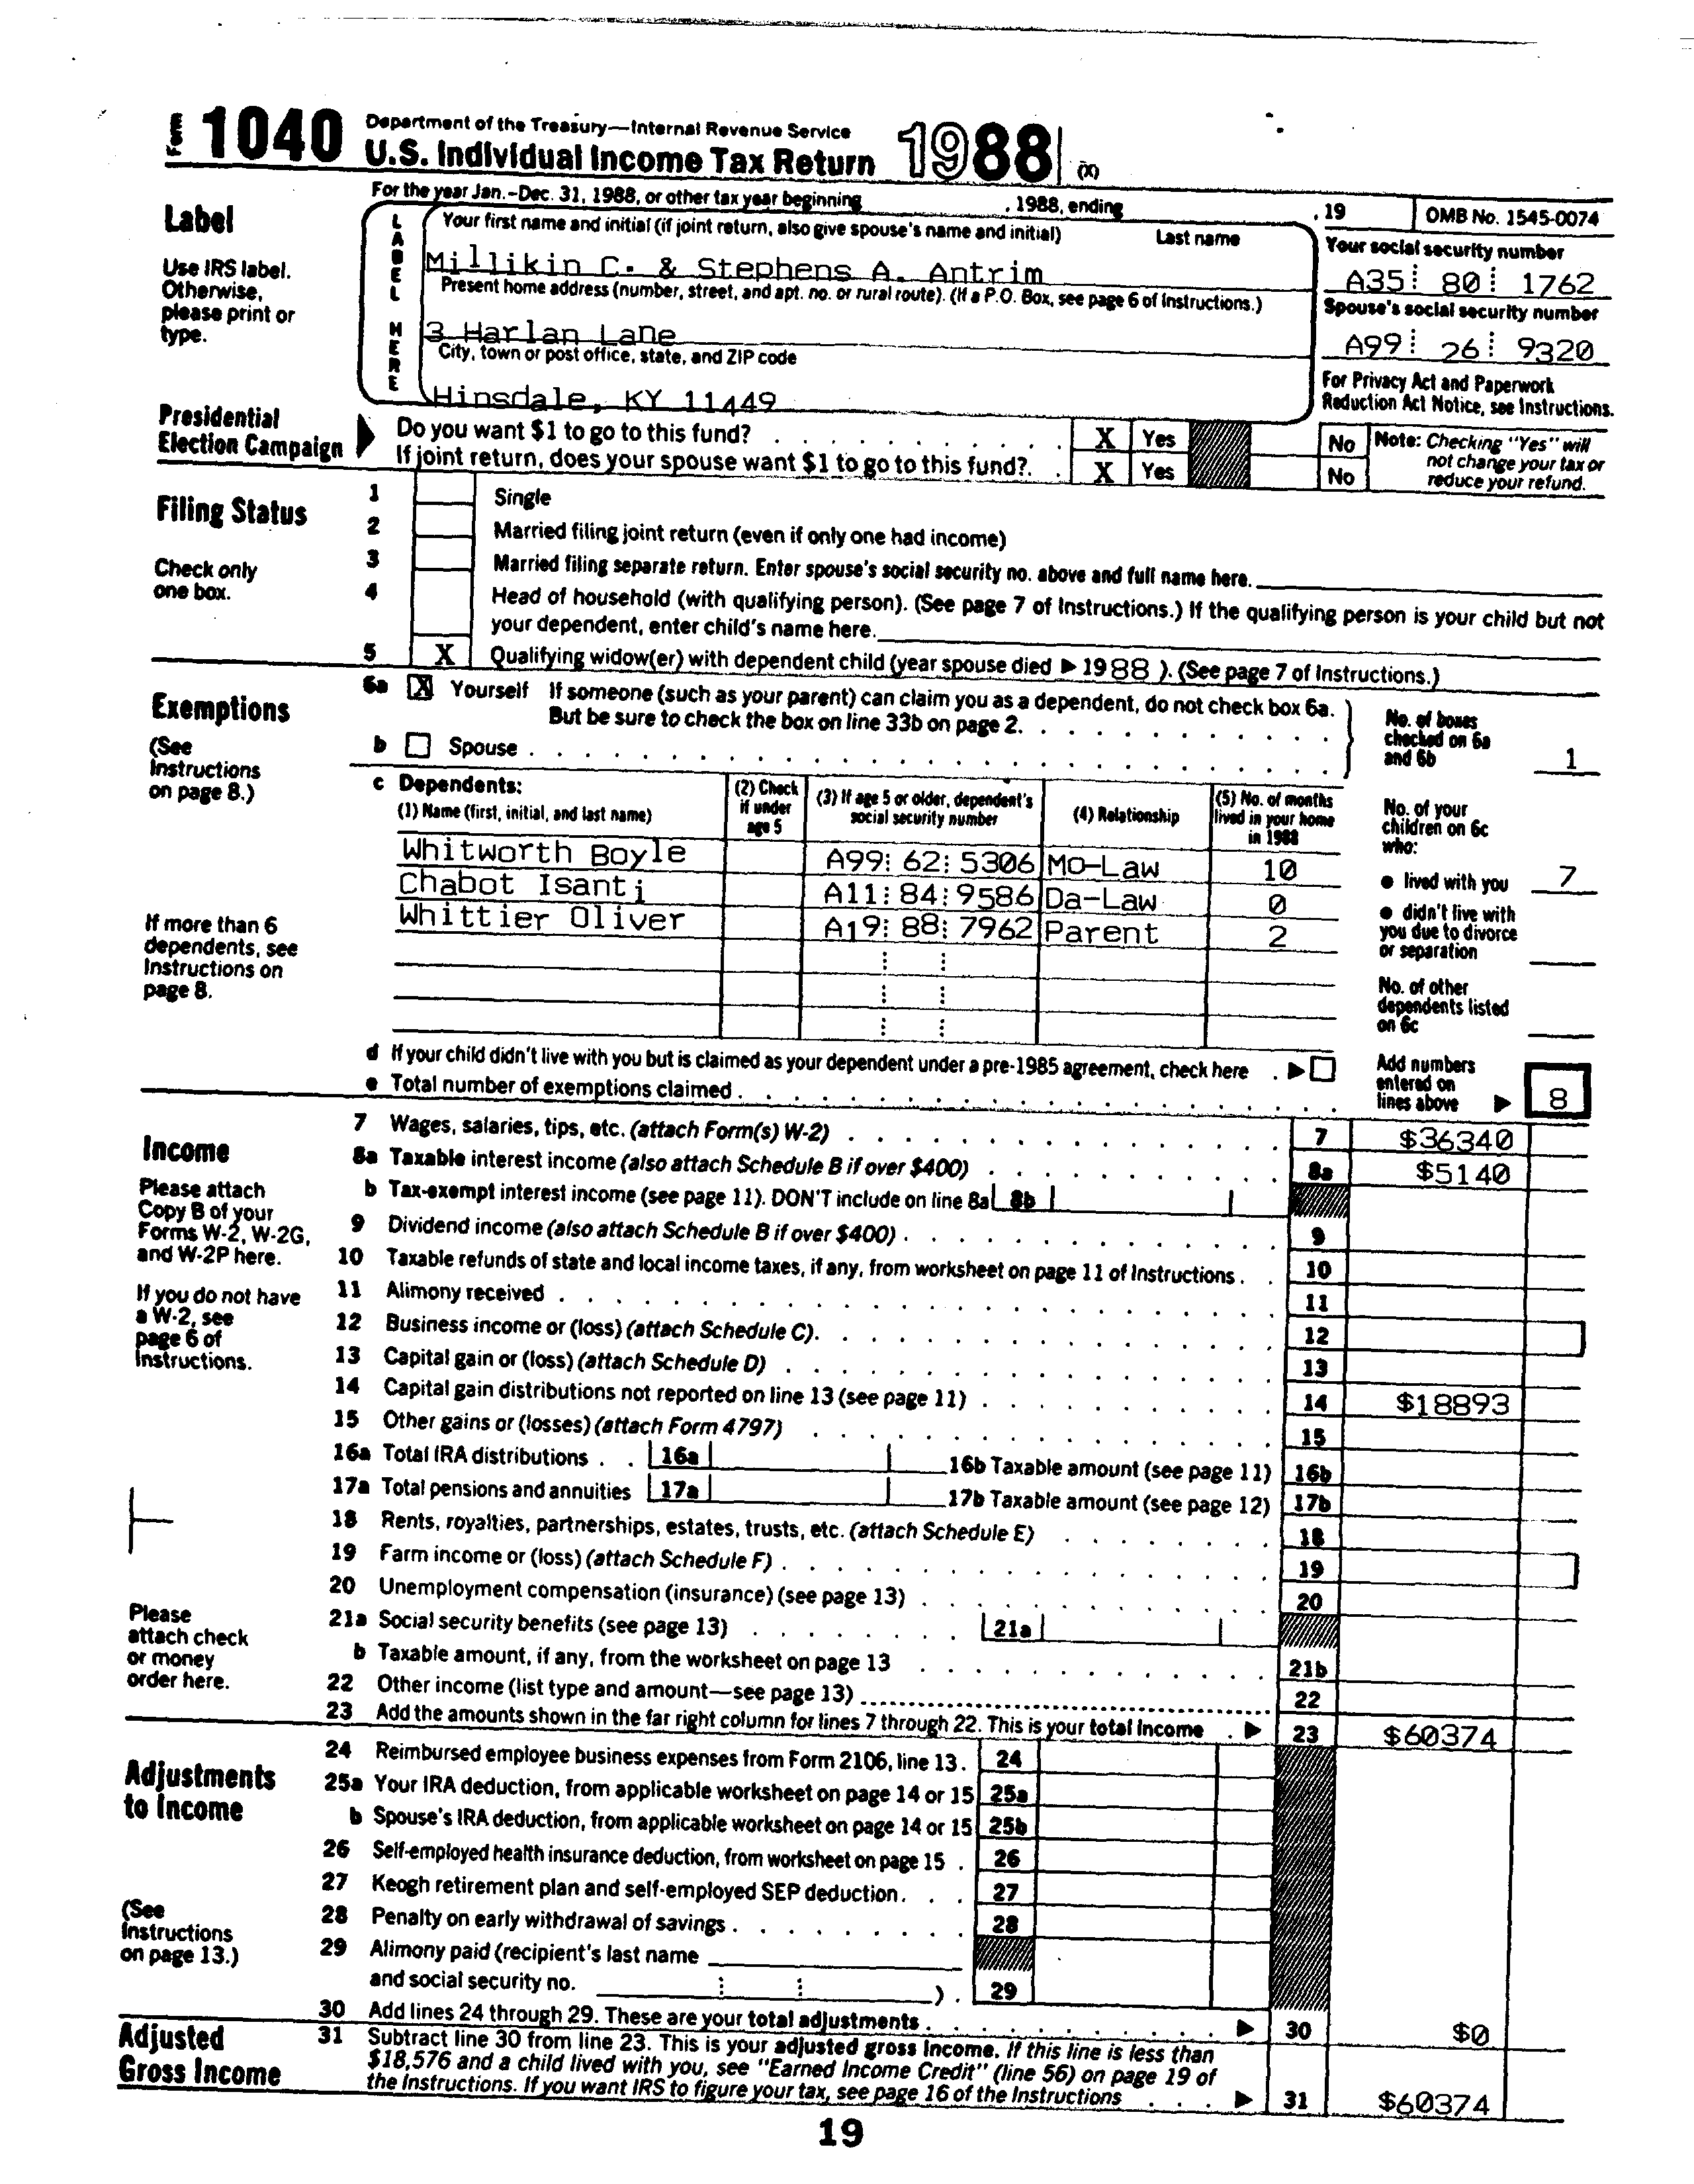 Form 1040 Department of the Treasury—Internal Revenue Service
U.S. Individual Income Tax Return 1988 (X)
For the year Jan.–Dec. 31, 1988, or other tax year beginning , 1988, ending , 19 OMB No. 1545-0074
Label
Use IRS label.
Otherwise,
please print or
type.
LABEL HERE
Your first name and initial (if joint return, also give spouse's name and initial) Last name
Millikin C. & Stephens A. Antrim
Your social security number
A35 80 1762
Present home address (number, street, and apt. no. or rural route). (If a P.O. Box, see page 6 of Instructions.)
3 Harlan Lane
Spouse's social security number
A99 26 9320
City, town or post office, state, and ZIP code
Hinsdale, KY 11449
For Privacy Act and Paperwork
Reduction Act Notice, see Instructions.
Presidential
Election Campaign
Do you want $1 to go to this fund? X Yes No
If joint return, does your spouse want $1 to go to this fund? X Yes No
Note: Checking "Yes" will
not change your tax or
reduce your refund.
Filing Status
Check only
one box.
1 Single
2 Married filing joint return (even if only one had income)
3 Married filing separate return. Enter spouse's social security no. above and full name here.
4 Head of household (with qualifying person). (See page 7 of Instructions.) If the qualifying person is your child but not
your dependent, enter child's name here.
5 X Qualifying widow(er) with dependent child (year spouse died ▶ 1988 ). (See page 7 of Instructions.)
Exemptions
(See
Instructions
on page 8.)
6a X Yourself If someone (such as your parent) can claim you as a dependent, do not check box 6a.
But be sure to check the box on line 33b on page 2.
b Spouse
No. of boxes
checked on 6a
and 6b 1
c Dependents:
(1) Name (first, initial, and last name)
(2) Check
if under
age 5
(3) If age 5 or older, dependent's
social security number
(4) Relationship
(5) No. of months
lived in your home
in 1988
Whitworth Boyle A99 62 5306 Mo-Law 10
Chabot Isanti A11 84 9586 Da-Law 0
Whittier Oliver A19 88 7962 Parent 2
No. of your
children on 6c
who:
● lived with you 7
● didn't live with
you due to divorce
or separation
No. of other
dependents listed
on 6c
If more than 6
dependents, see
Instructions on
page 8.
d If your child didn't live with you but is claimed as your dependent under a pre-1985 agreement, check here ▶
e Total number of exemptions claimed
Add numbers
entered on
lines above ▶ 8
Income
Please attach
Copy B of your
Forms W-2, W-2G,
and W-2P here.
If you do not have
a W-2, see
page 6 of
Instructions.
Please
attach check
or money
order here.
7 Wages, salaries, tips, etc. (attach Form(s) W-2) 7 $36340
8a Taxable interest income (also attach Schedule B if over $400) 8a $5140
b Tax-exempt interest income (see page 11). DON'T include on line 8a 8b
9 Dividend income (also attach Schedule B if over $400) 9
10 Taxable refunds of state and local income taxes, if any, from worksheet on page 11 of Instructions 10
11 Alimony received 11
12 Business income or (loss) (attach Schedule C) 12
13 Capital gain or (loss) (attach Schedule D) 13
14 Capital gain distributions not reported on line 13 (see page 11) 14 $18893
15 Other gains or (losses) (attach Form 4797) 15
16a Total IRA distributions 16a 16b Taxable amount (see page 11) 16b
17a Total pensions and annuities 17a 17b Taxable amount (see page 12) 17b
18 Rents, royalties, partnerships, estates, trusts, etc. (attach Schedule E) 18
19 Farm income or (loss) (attach Schedule F) 19
20 Unemployment compensation (insurance) (see page 13) 20
21a Social security benefits (see page 13) 21a
b Taxable amount, if any, from the worksheet on page 13 21b
22 Other income (list type and amount—see page 13) 22
23 Add the amounts shown in the far right column for lines 7 through 22. This is your total income ▶ 23 $60374
Adjustments
to Income
(See
Instructions
on page 13.)
24 Reimbursed employee business expenses from Form 2106, line 13. 24
25a Your IRA deduction, from applicable worksheet on page 14 or 15 25a
b Spouse's IRA deduction, from applicable worksheet on page 14 or 15 25b
26 Self-employed health insurance deduction, from worksheet on page 15 26
27 Keogh retirement plan and self-employed SEP deduction 27
28 Penalty on early withdrawal of savings 28
29 Alimony paid (recipient's last name
and social security no. ) 29
30 Add lines 24 through 29. These are your total adjustments ▶ 30 $0
Adjusted
Gross Income
31 Subtract line 30 from line 23. This is your adjusted gross income. If this line is less than
$18,576 and a child lived with you, see "Earned Income Credit" (line 56) on page 19 of
the Instructions. If you want IRS to figure your tax, see page 16 of the Instructions ▶ 31 $60374
19